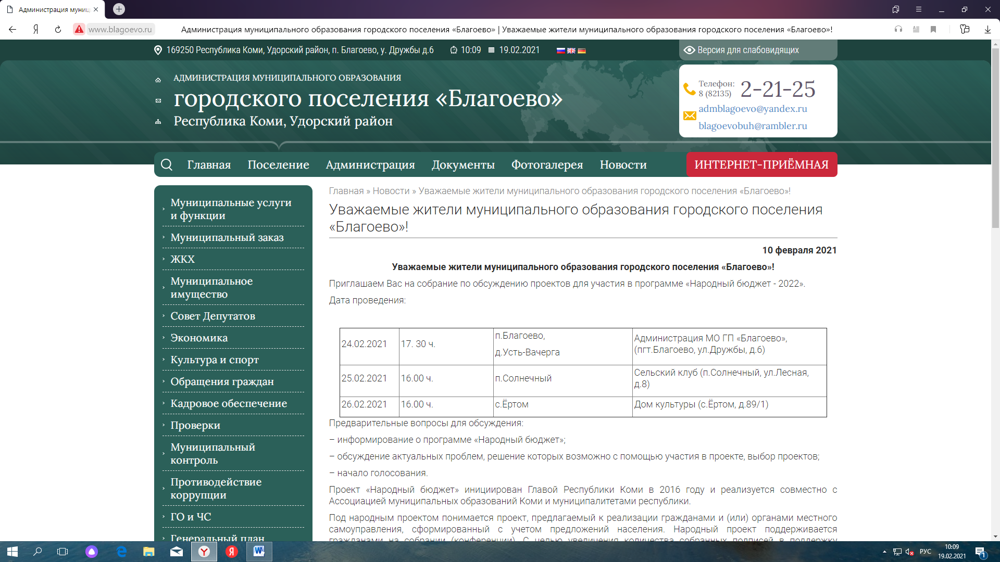 Администрация муниц
www.blagoevo.ru
Администрация муниципального образования городского поселения «Благоево» | Уважаемые жители муниципального образования городского поселения «Благоево»!
169250 Республика Коми, Удорский район, п. Благоево, у. Дружбы д.6
10:09
19.02.2021
Версия для слабовидящих
АДМИНИСТРАЦИЯ МУНИЦИПАЛЬНОГО ОБРАЗОВАНИЯ
городского поселения «Благоево»
Республика Коми, Удорский район
Телефон:
8 (82135)
2-21-25
admblagoevo@yandex.ru
blagoevobuh@rambler.ru
Главная
Поселение
Администрация
Документы
Фотогалерея
Новости
ИНТЕРНЕТ-ПРИЁМНАЯ
Муниципальные услуги
и функции
Муниципальный заказ
ЖКХ
Муниципальное
имущество
Совет Депутатов
Экономика
Культура и спорт
Обращения граждан
Кадровое обеспечение
Проверки
Муниципальный
контроль
Противодействие
коррупции
ГО и ЧС
Генеральный план
Главная » Новости » Уважаемые жители муниципального образования городского поселения «Благоево»!
Уважаемые жители муниципального образования городского поселения
«Благоево»!
10 февраля 2021
Уважаемые жители муниципального образования городского поселения «Благоево»!
Приглашаем Вас на собрание по обсуждению проектов для участия в программе «Народный бюджет - 2022».
Дата проведения:
24.02.2021
17. 30 ч.
п.Благоево,
д.Усть-Вачерга
Администрация МО ГП «Благоево»,
(пгт.Благоево, ул.Дружбы, д.6)
25.02.2021
16.00 ч.
п.Солнечный
Сельский клуб (п.Солнечный, ул.Лесная,
д.8)
26.02.2021
16.00 ч.
с.Ёртом
Дом культуры (с.Ёртом, д.89/1)
Предварительные вопросы для обсуждения:
– информирование о программе «Народный бюджет»;
– обсуждение актуальных проблем, решение которых возможно с помощью участия в проекте, выбор проектов;
– начало голосования.
Проект «Народный бюджет» инициирован Главой Республики Коми в 2016 году и реализуется совместно с
Ассоциацией муниципальных образований Коми и муниципалитетами республики.
Под народным проектом понимается проект, предлагаемый к реализации гражданами и (или) органами местного
самоуправления, сформированный с учетом предложений населения. Народный проект поддерживается
гражданами на собрании (конференции). С целью увеличения количества собранных подписей в поддержку
РУС
10:09
19.02.2021
1